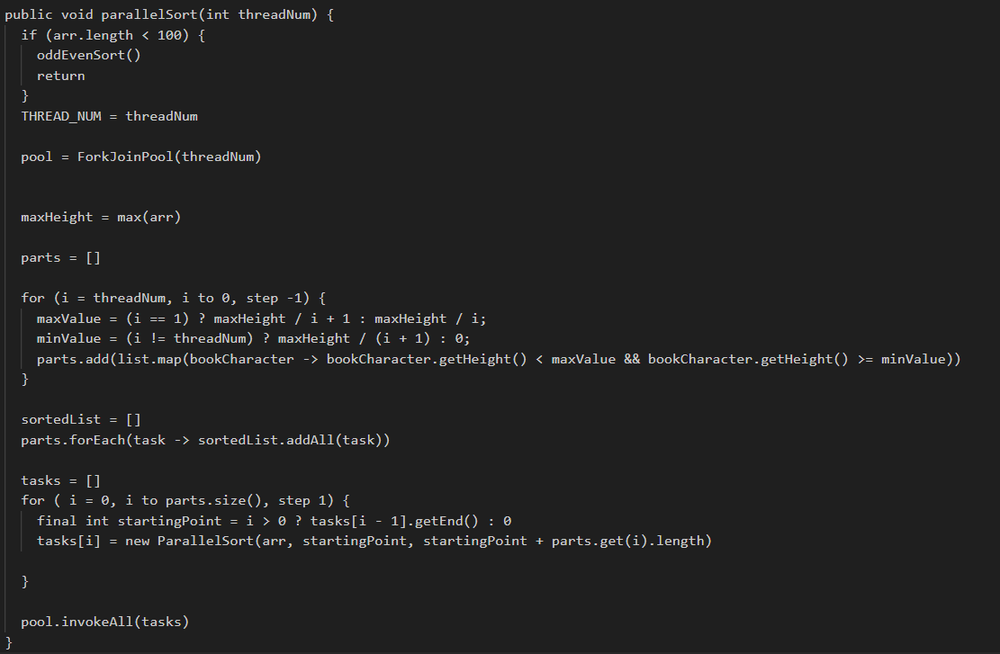 public void parallelSort(int threadNum) {
if (arr.length < 100) {
oddEvenSort()
return
}
THREAD_NUM = threadNum
pool = ForkJoinPool(threadNum)
maxHeight = max(arr)
parts = []
for (i = threadNum, i to 0, step -1) {
maxValue = (i == 1) ? maxHeight / i + 1 : maxHeight / i;
minValue = (i != threadNum) ? maxHeight / (i + 1) : 0;
parts.add(list.map(bookCharacter -> bookCharacter.getHeight() < maxValue && bookCharacter.getHeight() >= minValue))
}
sortedList = []
parts.forEach(task -> sortedList.addAll(task))
tasks = []
for ( i = 0, i to parts.size(), step 1) {
final int startingPoint = i > 0 ? tasks[i - 1].getEnd() : 0
tasks[i] = new ParallelSort(arr, startingPoint, startingPoint + parts.get(i).length)
}
pool.invokeAll(tasks)
}